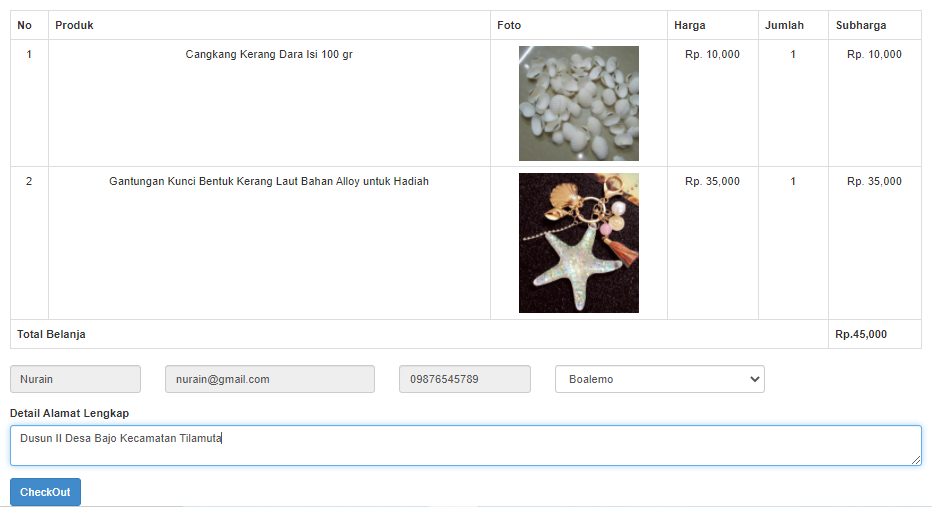 No Produk Foto Harga Jumlah Subharga
1 Cangkang Kerang Dara Isi 100 gr Rp. 10,000 1 Rp. 10,000
2 Gantungan Kunci Bentuk Kerang Laut Bahan Alloy untuk Hadiah Rp. 35,000 1 Rp. 35,000
Total Belanja Rp.45,000
Nurain nurain@gmail.com 09876545789 Boalemo
Detail Alamat Lengkap
Dusun II Desa Bajo Kecamatan Tilamuta
CheckOut